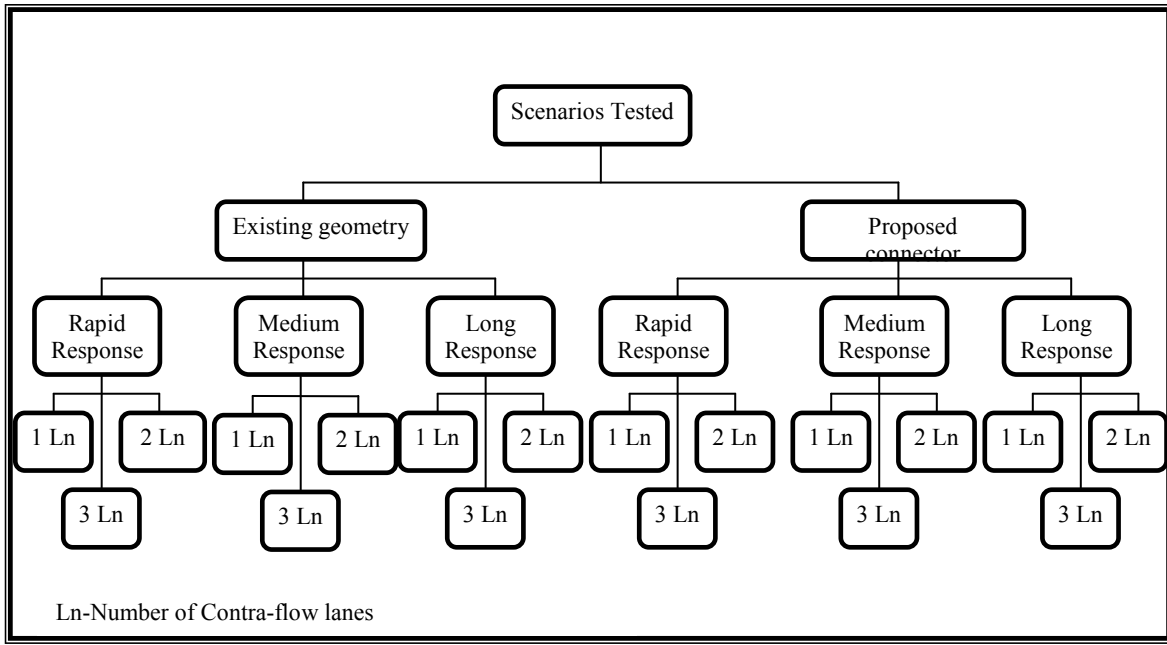 Scenarios Tested
Existing geometry
Proposed
connector
Rapid
Response
Medium
Response
Long
Response
Rapid
Response
Medium
Response
Long
Response
1 Ln
2 Ln
1 Ln
2 Ln
1 Ln
2 Ln
1 Ln
2 Ln
1 Ln
2 Ln
1 Ln
2 Ln
3 Ln
3 Ln
3 Ln
3 Ln
3 Ln
3 Ln
Ln-Number of Contra-flow lanes